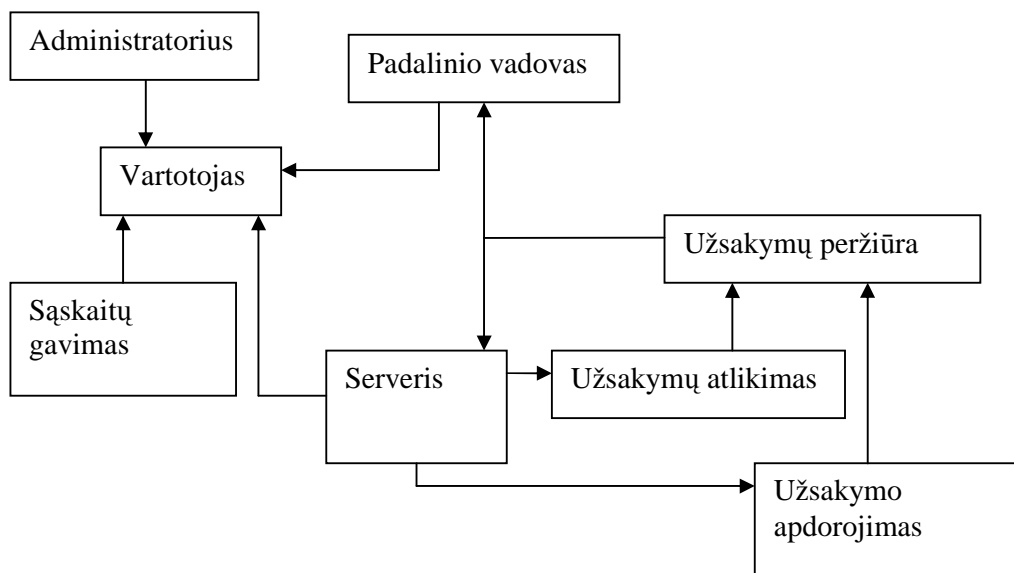 Administratorius
Padalinio vadovas
Vartotojas
Užsakymų peržiūra
Sąskaitų
gavimas
Serveris
Užsakymų atlikimas
Užsakymo
apdorojimas